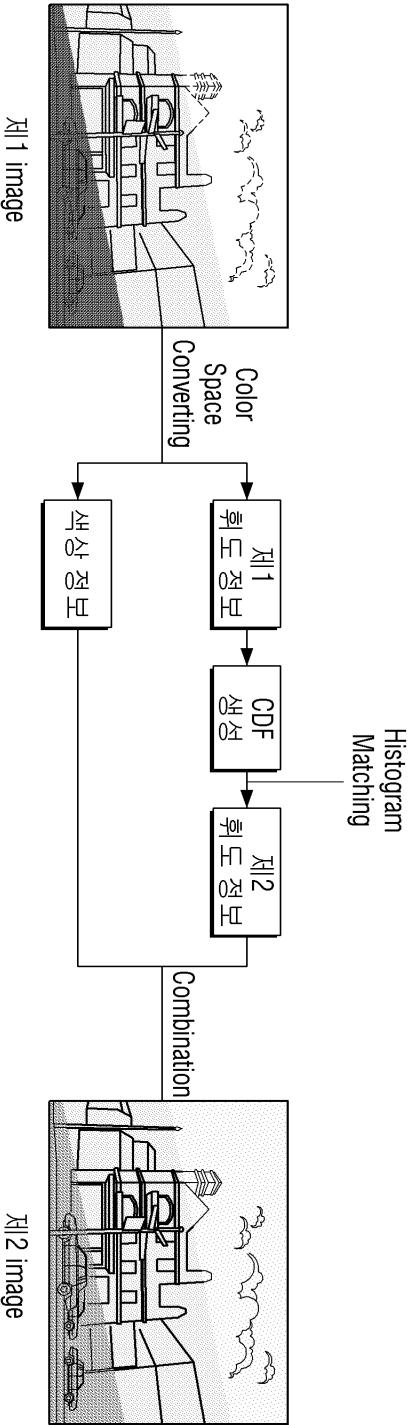 제1 image
Color
Space
Converting
제1
휘도 정보
색상 정보
CDF
생성
Histogram
Matching
제2
휘도 정보
Combination
제2 image